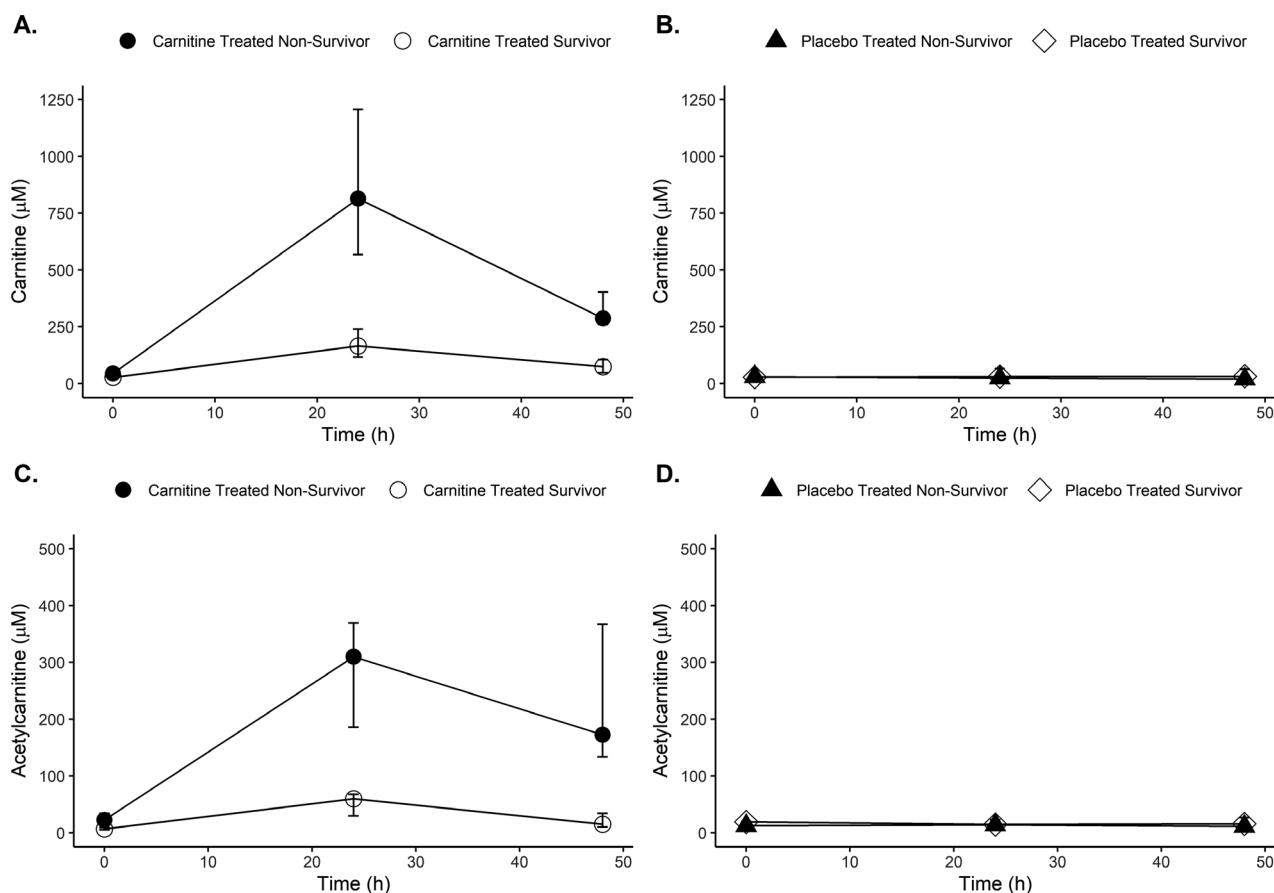 A.
Carnitine Treated Non-Survivor Carnitine Treated Survivor
1250
1000
750
500
250
0
Carnitine (μM)
0 10 20 30 40 50
Time (h)
B.
Placebo Treated Non-Survivor Placebo Treated Survivor
1250
1000
750
500
250
0
Carnitine (μM)
0 10 20 30 40 50
Time (h)
C.
Carnitine Treated Non-Survivor Carnitine Treated Survivor
500
400
300
200
100
0
Acetylcarnitine (μM)
0 10 20 30 40 50
Time (h)
D.
Placebo Treated Non-Survivor Placebo Treated Survivor
500
400
300
200
100
0
Acetylcarnitine (μM)
0 10 20 30 40 50
Time (h)